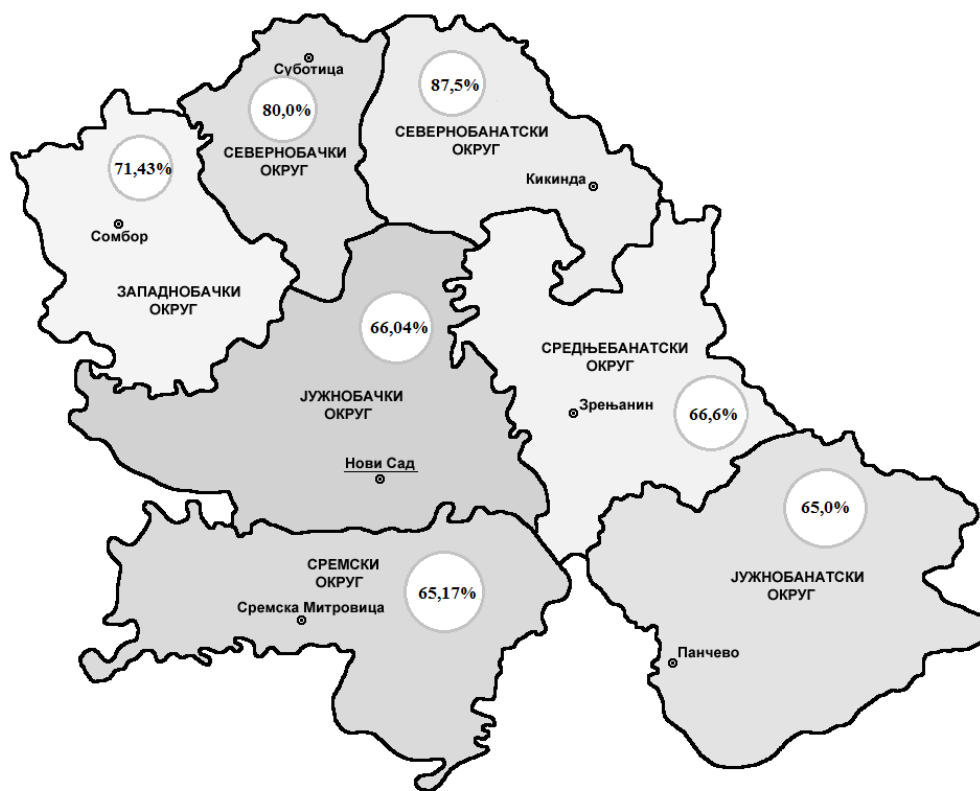 Суботица
80,0%
СЕВЕРНОБАЧКИ
ОКРУГ
87,5%
СЕВЕРНОБАНАТСКИ
ОКРУГ
Кикинда
71,43%
Сомбор
ЗАПАДНОБАЧКИ
ОКРУГ
66,04%
ЈУЖНОБАЧКИ
ОКРУГ
Нови Сад
СРЕДЊЕБАНАТСКИ
ОКРУГ
Зрењанин
66,6%
65,0%
ЈУЖНОБАНАТСКИ
ОКРУГ
Панчево
СРЕМСКИ
ОКРУГ
65,17%
Сремска Митровица